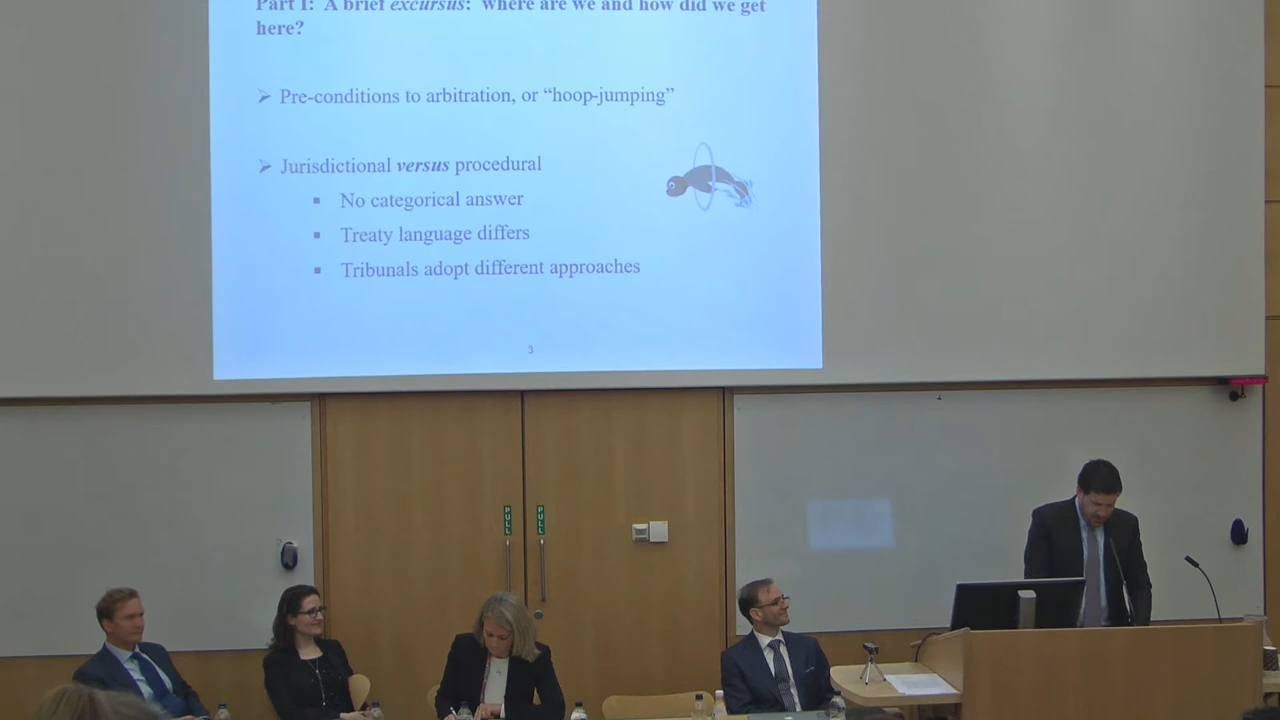 Part I: A brief excursus: where are we and how did we get
here?
➢ Pre-conditions to arbitration, or “hoop-jumping”
➢ Jurisdictional versus procedural
▪ No categorical answer
▪ Treaty language differs
▪ Tribunals adopt different approaches
3
PULL
PULL